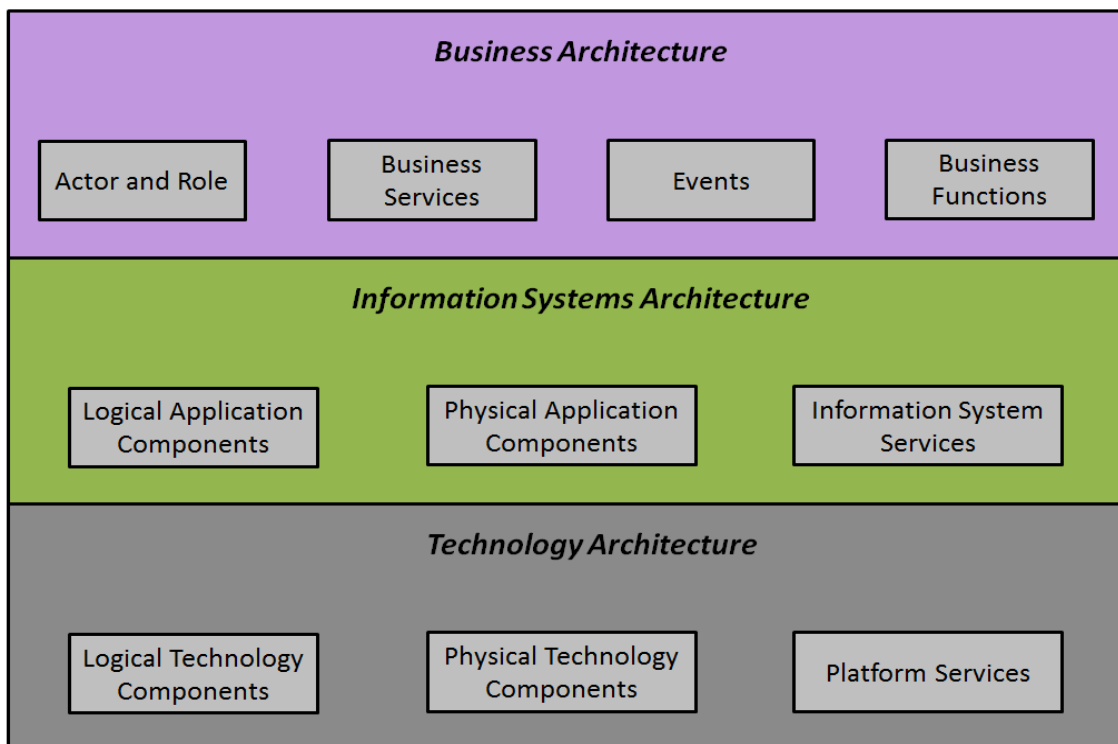 Business Architecture
Actor and Role
Business
Services
Events
Business
Functions
Information Systems Architecture
Logical Application
Components
Physical Application
Components
Information System
Services
Technology Architecture
Logical Technology
Components
Physical Technology
Components
Platform Services